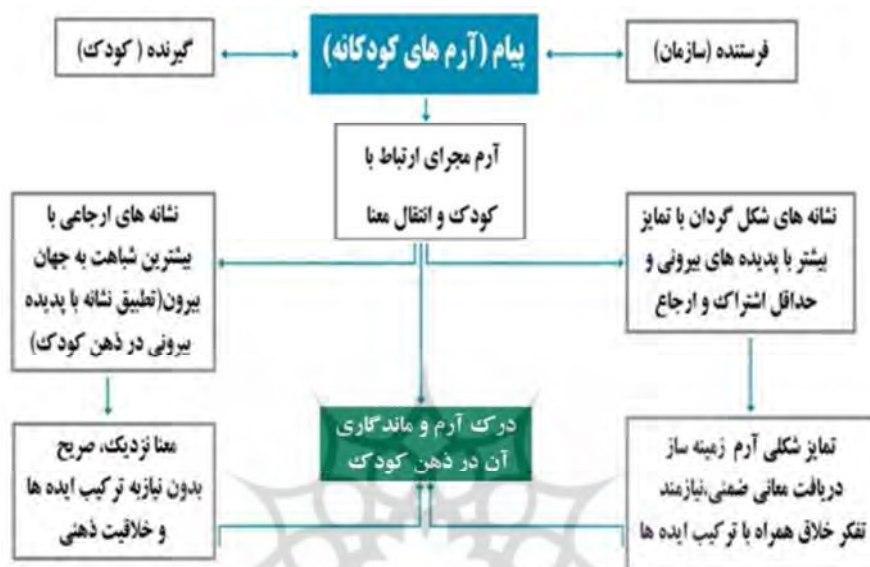 فرستنده (سازمان)
پیام (آرم های کودکانه)
گیرنده ( کودک)
آرم مجرای ارتباط با
کودک و انتقال معنا
نشانه های شکل گردان با تمایز
بیشتر با پدیده های بیرونی و
حداقل اشتراک و ارجاع
نشانه های ارجاعی با
بیشترین شباهت به جهان
بیرون(تطبیق نشانه با پدیده
بیرونی در ذهن کودک)
تمایز شکلی آرم زمینه ساز
دریافت معانی ضمنی،نیازمند
تفکر خلاق همراه با ترکیب ایده ها
درک آرم و ماندگاری
آن در ذهن کودک
معنا نزدیک، صریح
بدون نیازبه ترکیب ایده ها
و خلاقیت ذهنی